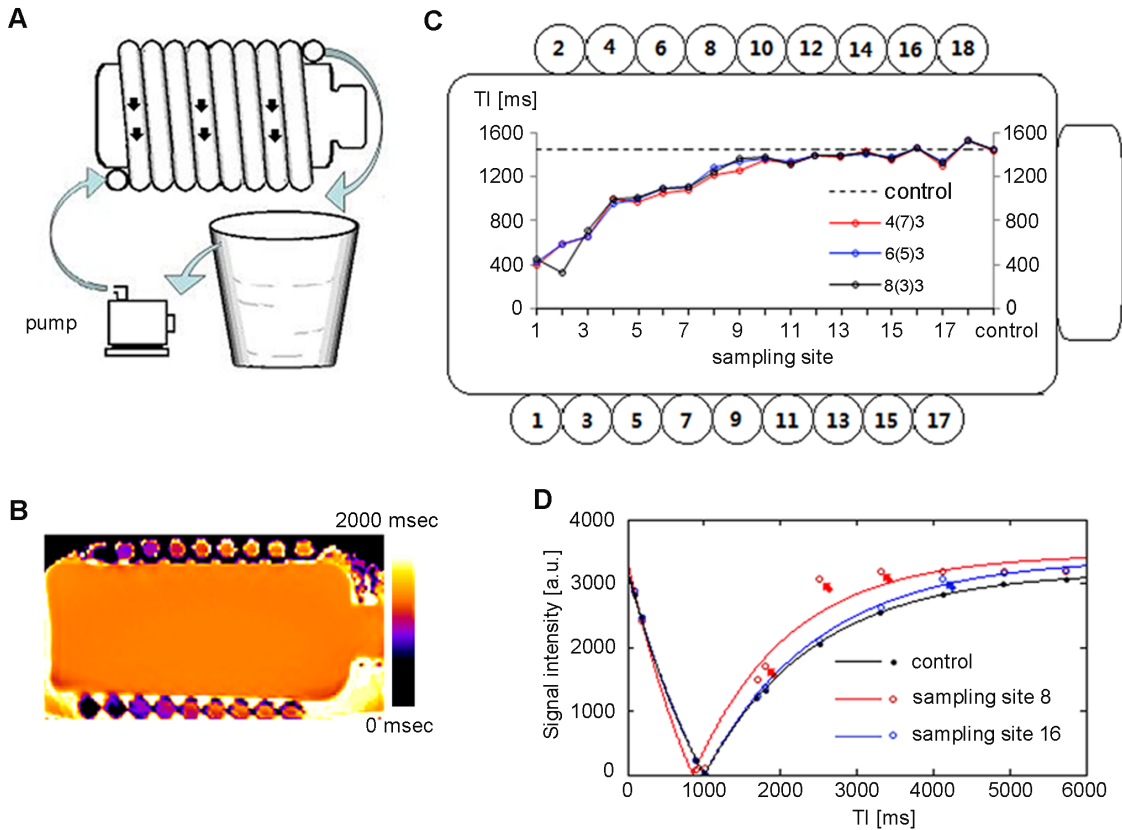 A
pump
B
2000 msec
0 msec
C
2 4 6 8 10 12 14 16 18
TI [ms]
1600 1600
1200 1200
800 800
400 400
0 0
control
4(7)3
6(5)3
8(3)3
1 3 5 7 9 11 13 15 17 control
sampling site
1 3 5 7 9 11 13 15 17
D
Signal intensity [a.u.]
4000
3000
2000
1000
0
control
sampling site 8
sampling site 16
0 1000 2000 3000 4000 5000 6000
TI [ms]